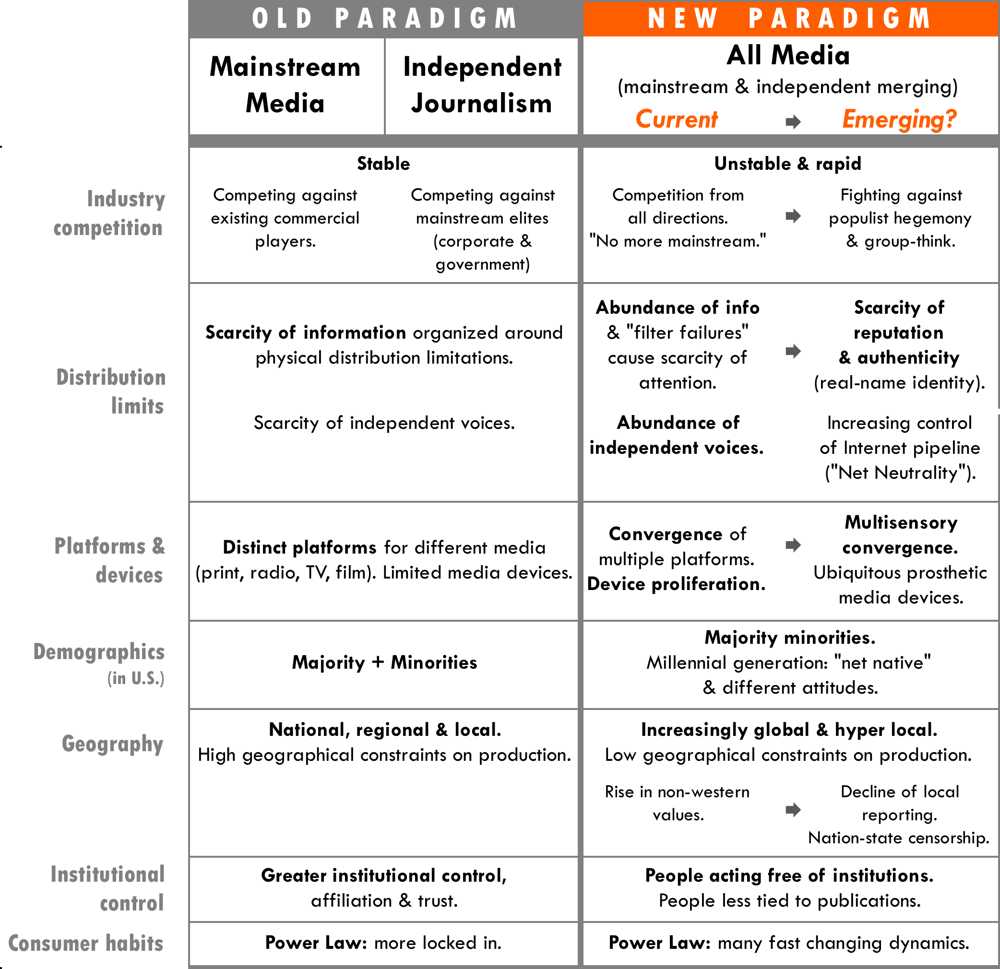 OLD PARADIGM
NEW PARADIGM
Mainstream
Media
Independent
Journalism
All Media
(mainstream & independent merging)
Current ➡ Emerging?
Industry
competition
Stable
Competing against
existing commercial
players.
Competing against
mainstream elites
(corporate &
government)
Unstable & rapid
Competition from
all directions.
"No more mainstream."
➡
Fighting against
populist hegemony
& group-think.
Distribution
limits
Scarcity of information organized around
physical distribution limitations.
Scarcity of independent voices.
Abundance of info
& "filter failures"
cause scarcity of
attention.
➡
Scarcity of
reputation
& authenticity
(real-name identity).
Abundance of
independent voices.
Increasing control
of Internet pipeline
("Net Neutrality").
Platforms &
devices
Distinct platforms for different media
(print, radio, TV, film). Limited media devices.
Convergence of
multiple platforms.
Device proliferation.
➡
Multisensory
convergence.
Ubiquitous prosthetic
media devices.
Demographics
(in U.S.)
Majority + Minorities
Majority minorities.
Millennial generation: "net native"
& different attitudes.
Geography
National, regional & local.
High geographical constraints on production.
Increasingly global & hyper local.
Low geographical constraints on production.
Rise in non-western
values.
➡
Decline of local
reporting.
Nation-state censorship.
Institutional
control
Greater institutional control,
affiliation & trust.
People acting free of institutions.
People less tied to publications.
Consumer habits
Power Law: more locked in.
Power Law: many fast changing dynamics.